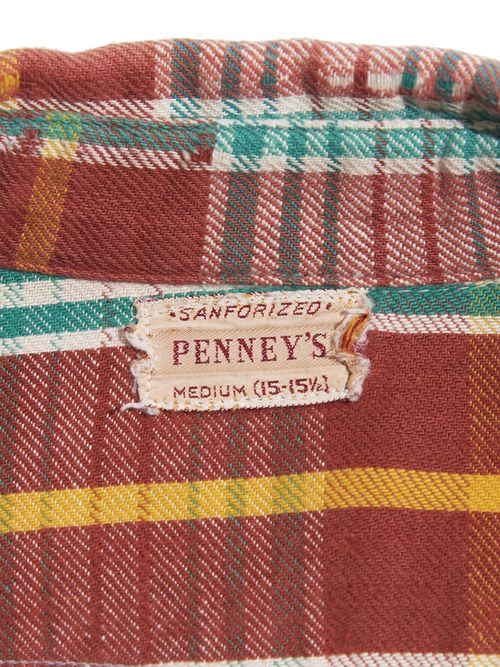 •SANFORIZED•
PENNEY'S
MEDIUM (15-15½)